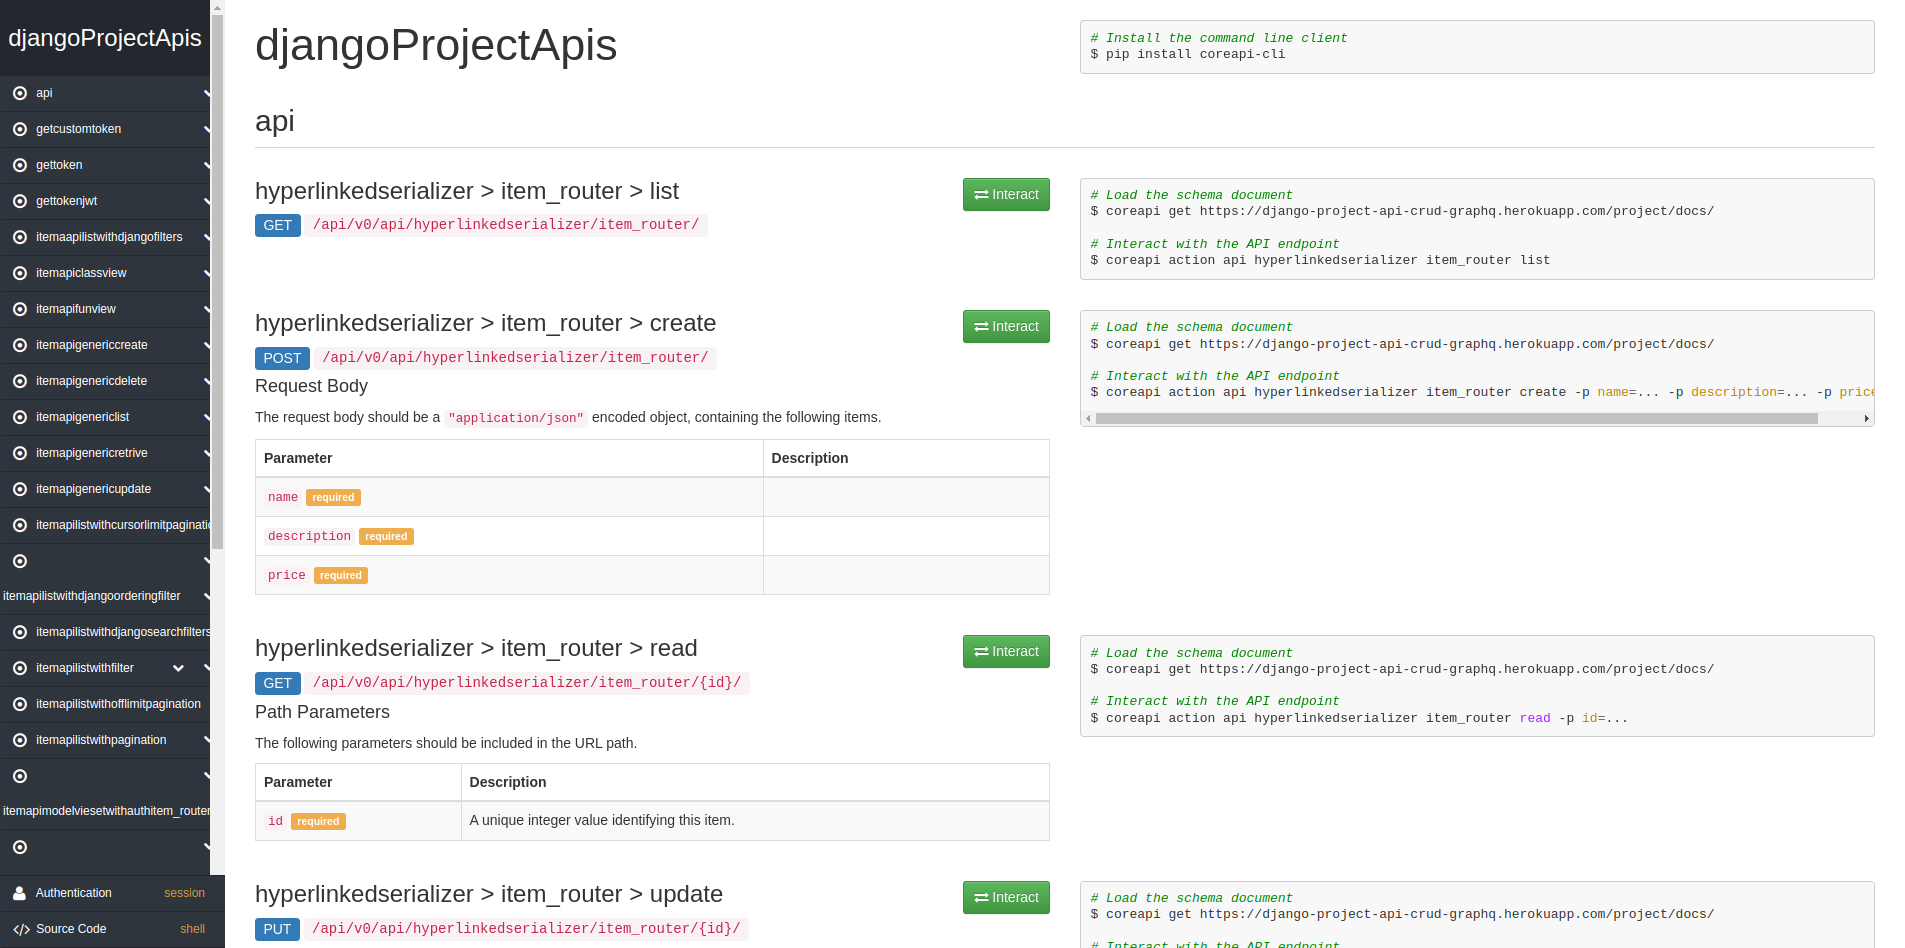 djangoProjectApis
api
getcustomtoken
gettoken
gettokenjwt
itemaapilistwithdjangofilters
itemapiclassview
itemapifunview
itemapigenericcreate
itemapigenericdelete
itemapigenericlist
itemapigenericretrive
itemapigenericupdate
itemapilistwithcursorlimitpaginatio
itemapilistwithdjangoorderingfilter
itemapilistwithdjangosearchfilters
itemapilistwithfilter
itemapilistwithofflimitpagination
itemapilistwithpagination
itemapimodelviesetwithauthitem_router
Authentication session
Source Code shell
djangoProjectApis
# Install the command line client
$ pip install coreapi-cli
api
hyperlinkedserializer > item_router > list
Interact
GET /api/v0/api/hyperlinkedserializer/item_router/
# Load the schema document
$ coreapi get https://django-project-api-crud-graphq.herokuapp.com/project/docs/
# Interact with the API endpoint
$ coreapi action api hyperlinkedserializer item_router list
hyperlinkedserializer > item_router > create
Interact
POST /api/v0/api/hyperlinkedserializer/item_router/
Request Body
The request body should be a "application/json" encoded object, containing the following items.
Parameter Description
name required
description required
price required
# Load the schema document
$ coreapi get https://django-project-api-crud-graphq.herokuapp.com/project/docs/
# Interact with the API endpoint
$ coreapi action api hyperlinkedserializer item_router create -p name=... -p description=... -p price
hyperlinkedserializer > item_router > read
Interact
GET /api/v0/api/hyperlinkedserializer/item_router/{id}/
Path Parameters
The following parameters should be included in the URL path.
Parameter Description
id required A unique integer value identifying this item.
# Load the schema document
$ coreapi get https://django-project-api-crud-graphq.herokuapp.com/project/docs/
# Interact with the API endpoint
$ coreapi action api hyperlinkedserializer item_router read -p id=...
hyperlinkedserializer > item_router > update
Interact
PUT /api/v0/api/hyperlinkedserializer/item_router/{id}/
# Load the schema document
$ coreapi get https://django-project-api-crud-graphq.herokuapp.com/project/docs/
# Interact with the API endpoint